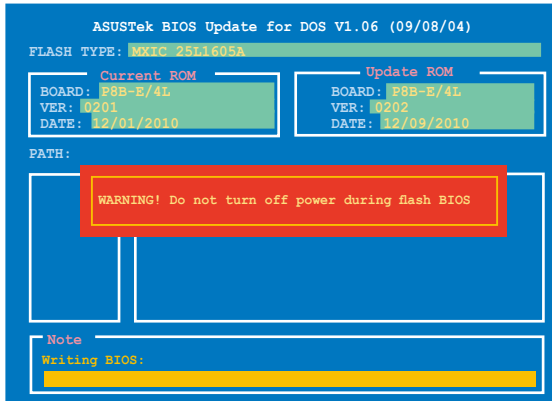 ASUSTek BIOS Update for DOS V1.06 (09/08/04)
FLASH TYPE: MXIC 25L1605A
Current ROM
BOARD: P8B-E/4L
VER: 0201
DATE: 12/01/2010
Update ROM
BOARD: P8B-E/4L
VER: 0202
DATE: 12/09/2010
PATH:
WARNING! Do not turn off power during flash BIOS
Note
Writing BIOS: